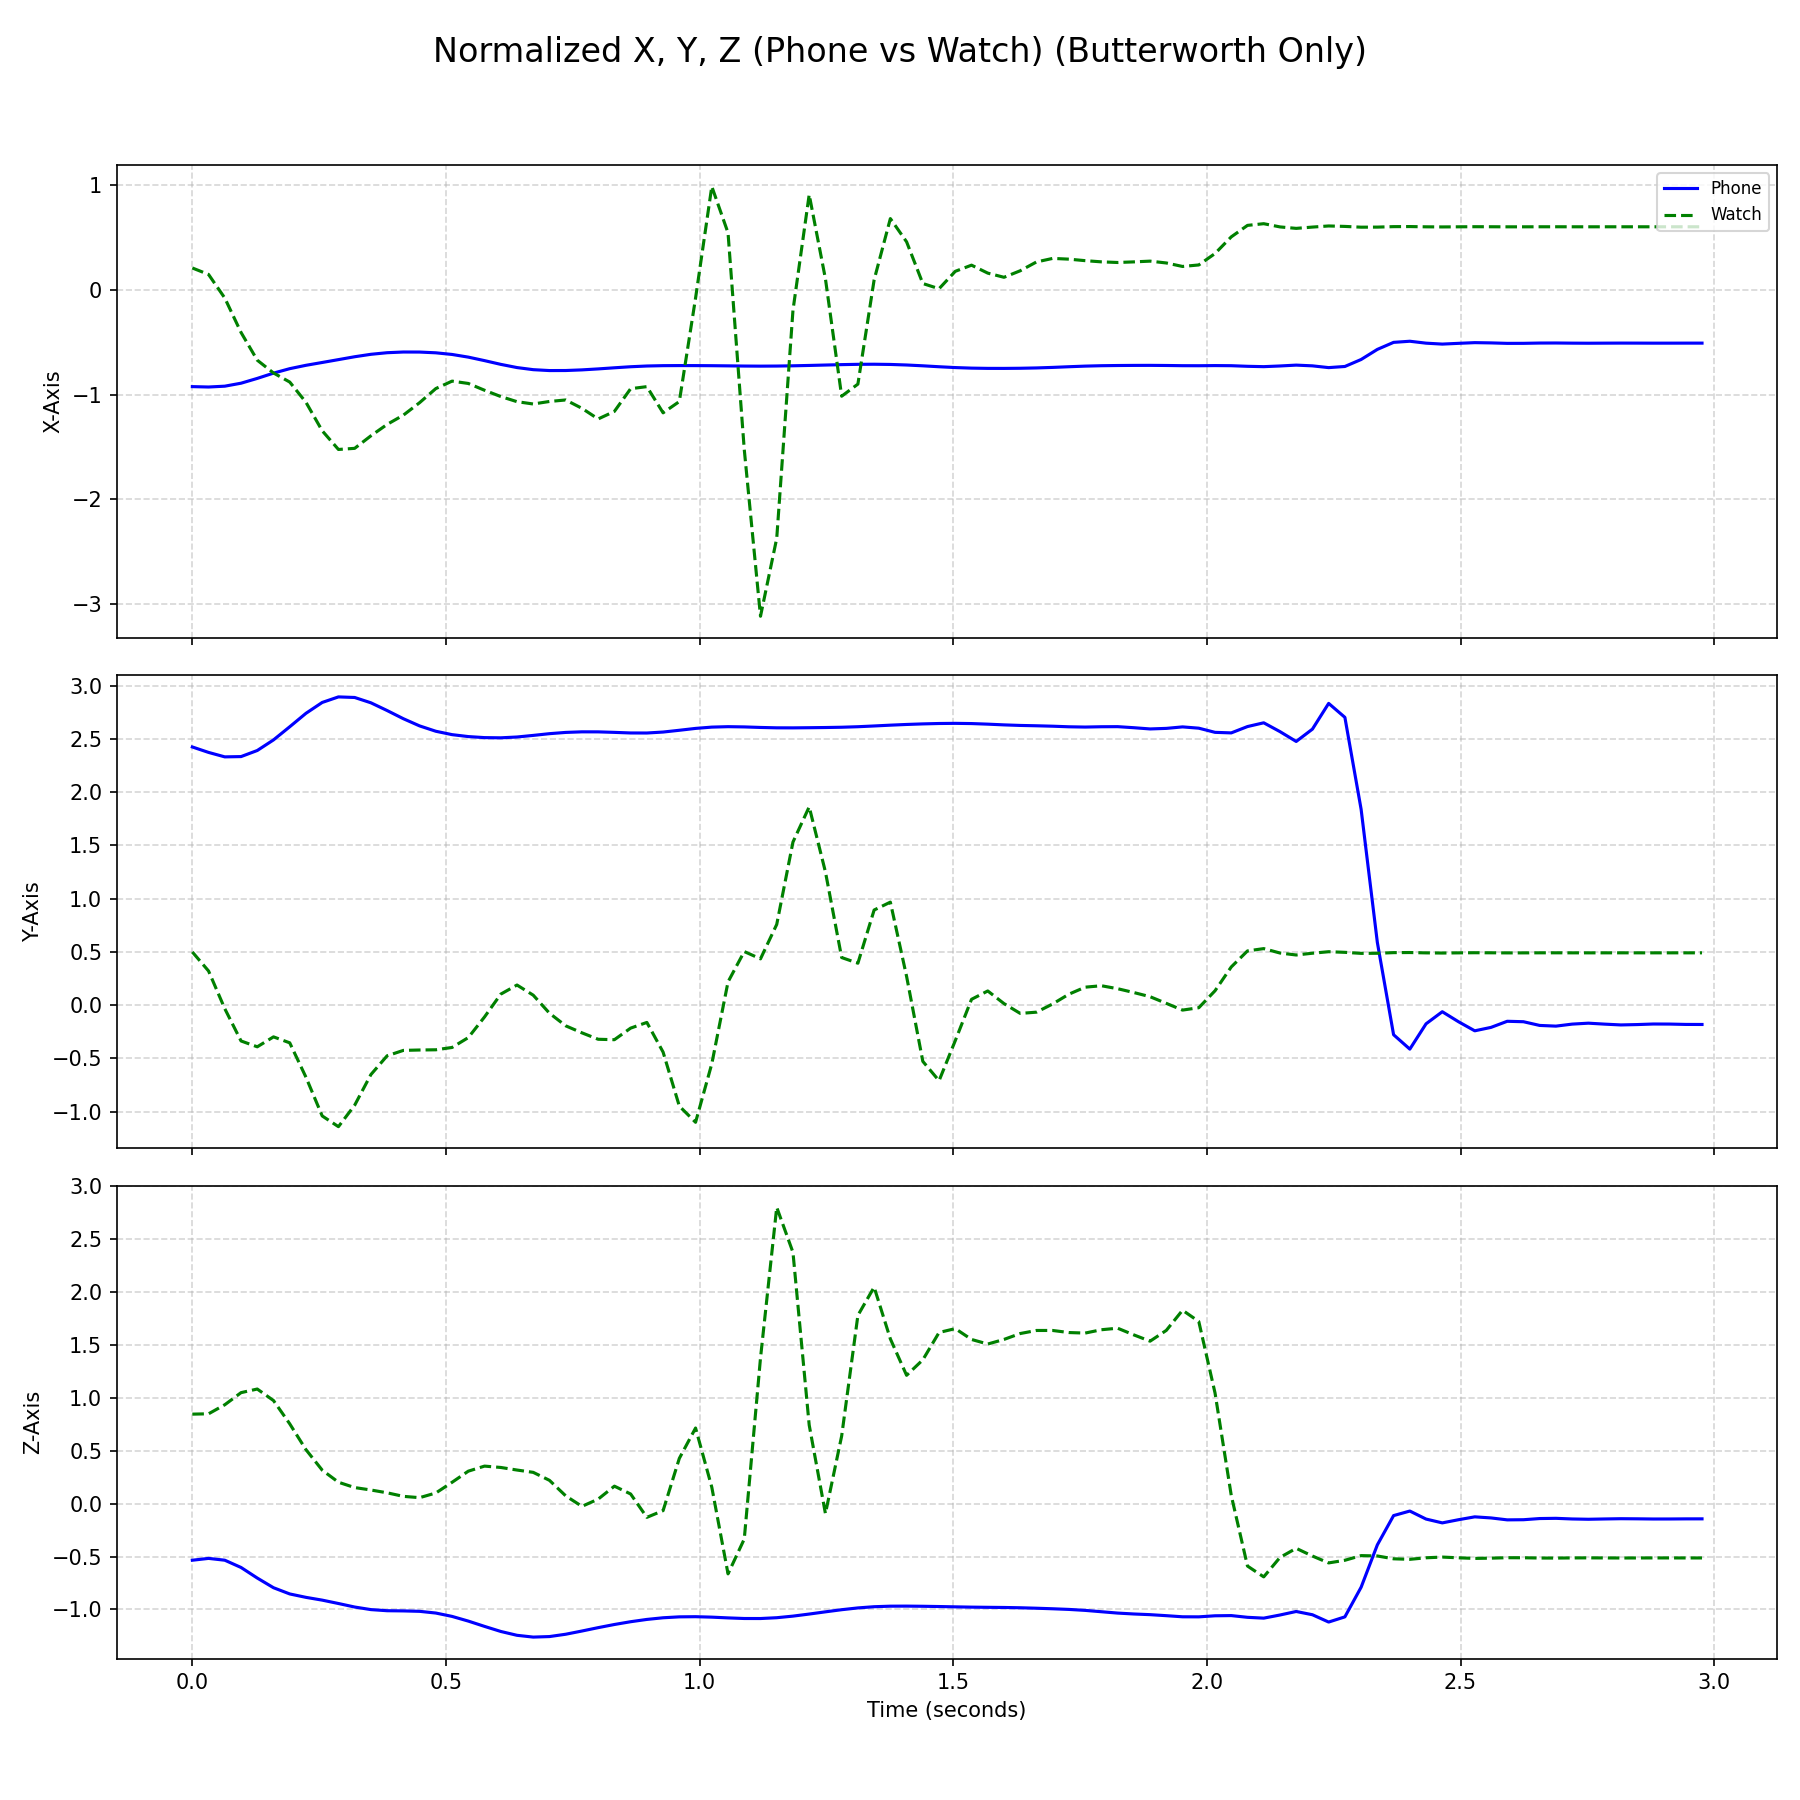 Normalized X, Y, Z (Phone vs Watch) (Butterworth Only)
Phone
Watch
X-Axis
1
0
−1
−2
−3
Y-Axis
3.0
2.5
2.0
1.5
1.0
0.5
0.0
−0.5
−1.0
Z-Axis
3.0
2.5
2.0
1.5
1.0
0.5
0.0
−0.5
−1.0
0.0 0.5 1.0 1.5 2.0 2.5 3.0
Time (seconds)